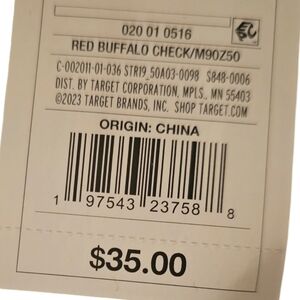 020 01 0516
RED BUFFALO CHECK/M90Z50
C-002011-01-036 STR19_50A03-0098 S848-0006
DIST. BY TARGET CORPORATION, MPLS., MN 55403
©2023 TARGET BRANDS, INC. SHOP TARGET.COM
ORIGIN: CHINA
1 97543 23758 8
$35.00